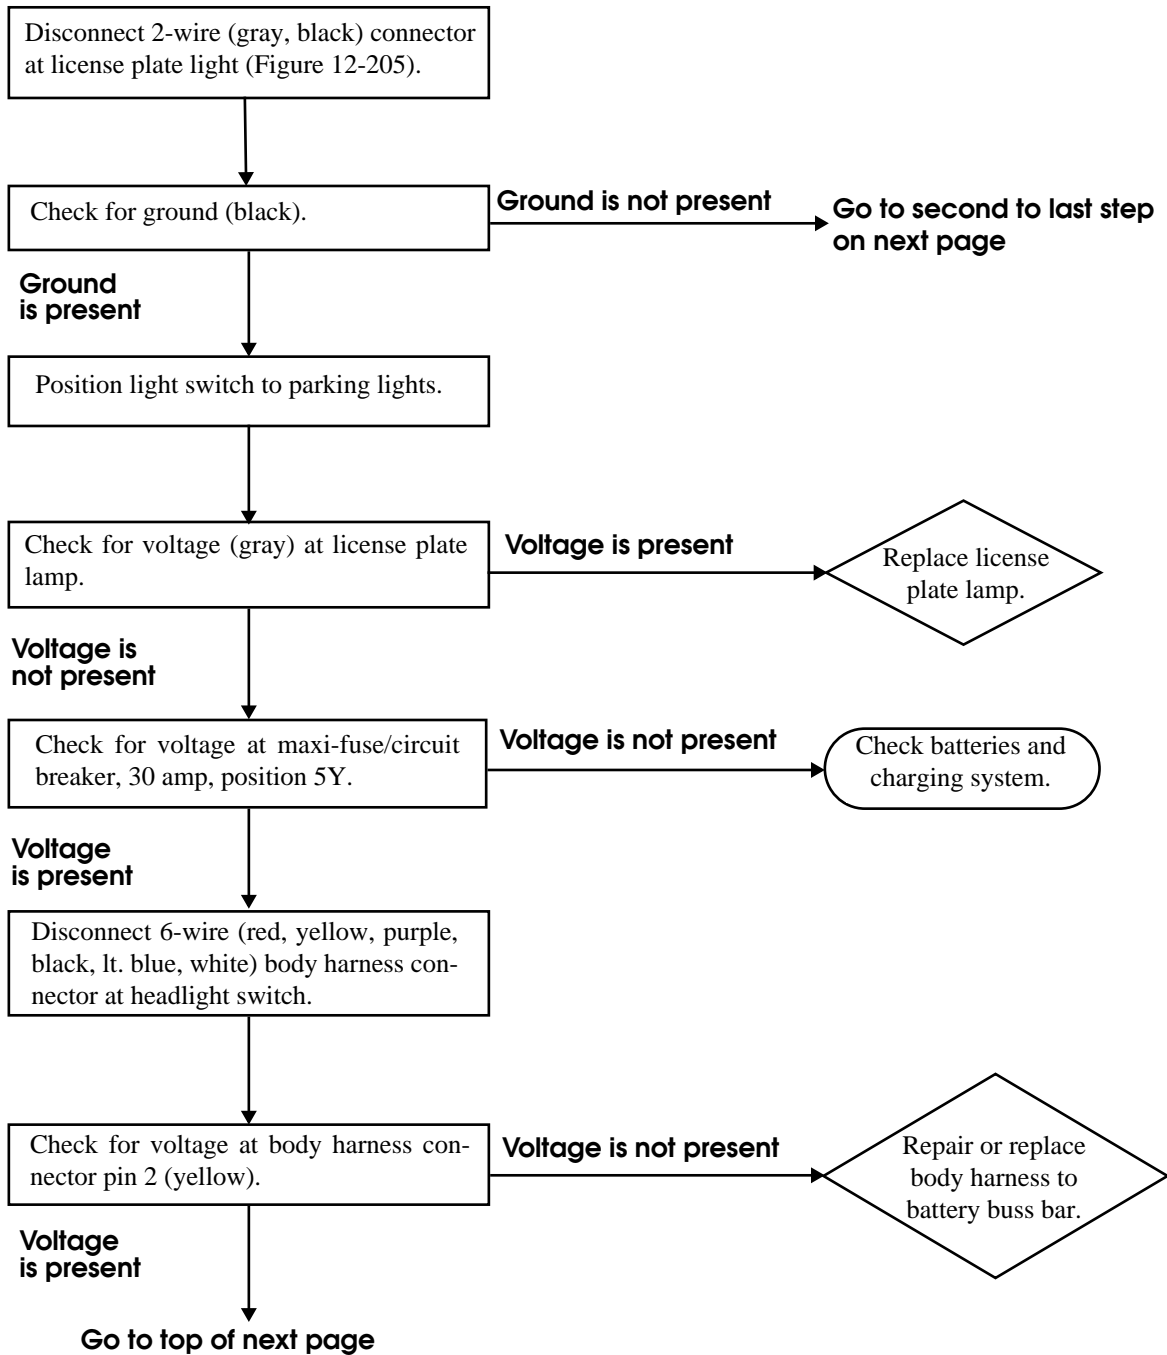 Disconnect 2-wire (gray, black) connector
at license plate light (Figure 12-205).
Check for ground (black).
Ground is not present
Go to second to last step
on next page
Ground
is present
Position light switch to parking lights.
Check for voltage (gray) at license plate
lamp.
Voltage is present
Replace license
plate lamp.
Voltage is
not present
Check for voltage at maxi-fuse/circuit
breaker, 30 amp, position 5Y.
Voltage is not present
Check batteries and
charging system.
Voltage
is present
Disconnect 6-wire (red, yellow, purple,
black, lt. blue, white) body harness con-
nector at headlight switch.
Check for voltage at body harness con-
nector pin 2 (yellow).
Voltage is not present
Repair or replace
body harness to
battery buss bar.
Voltage
is present
Go to top of next page